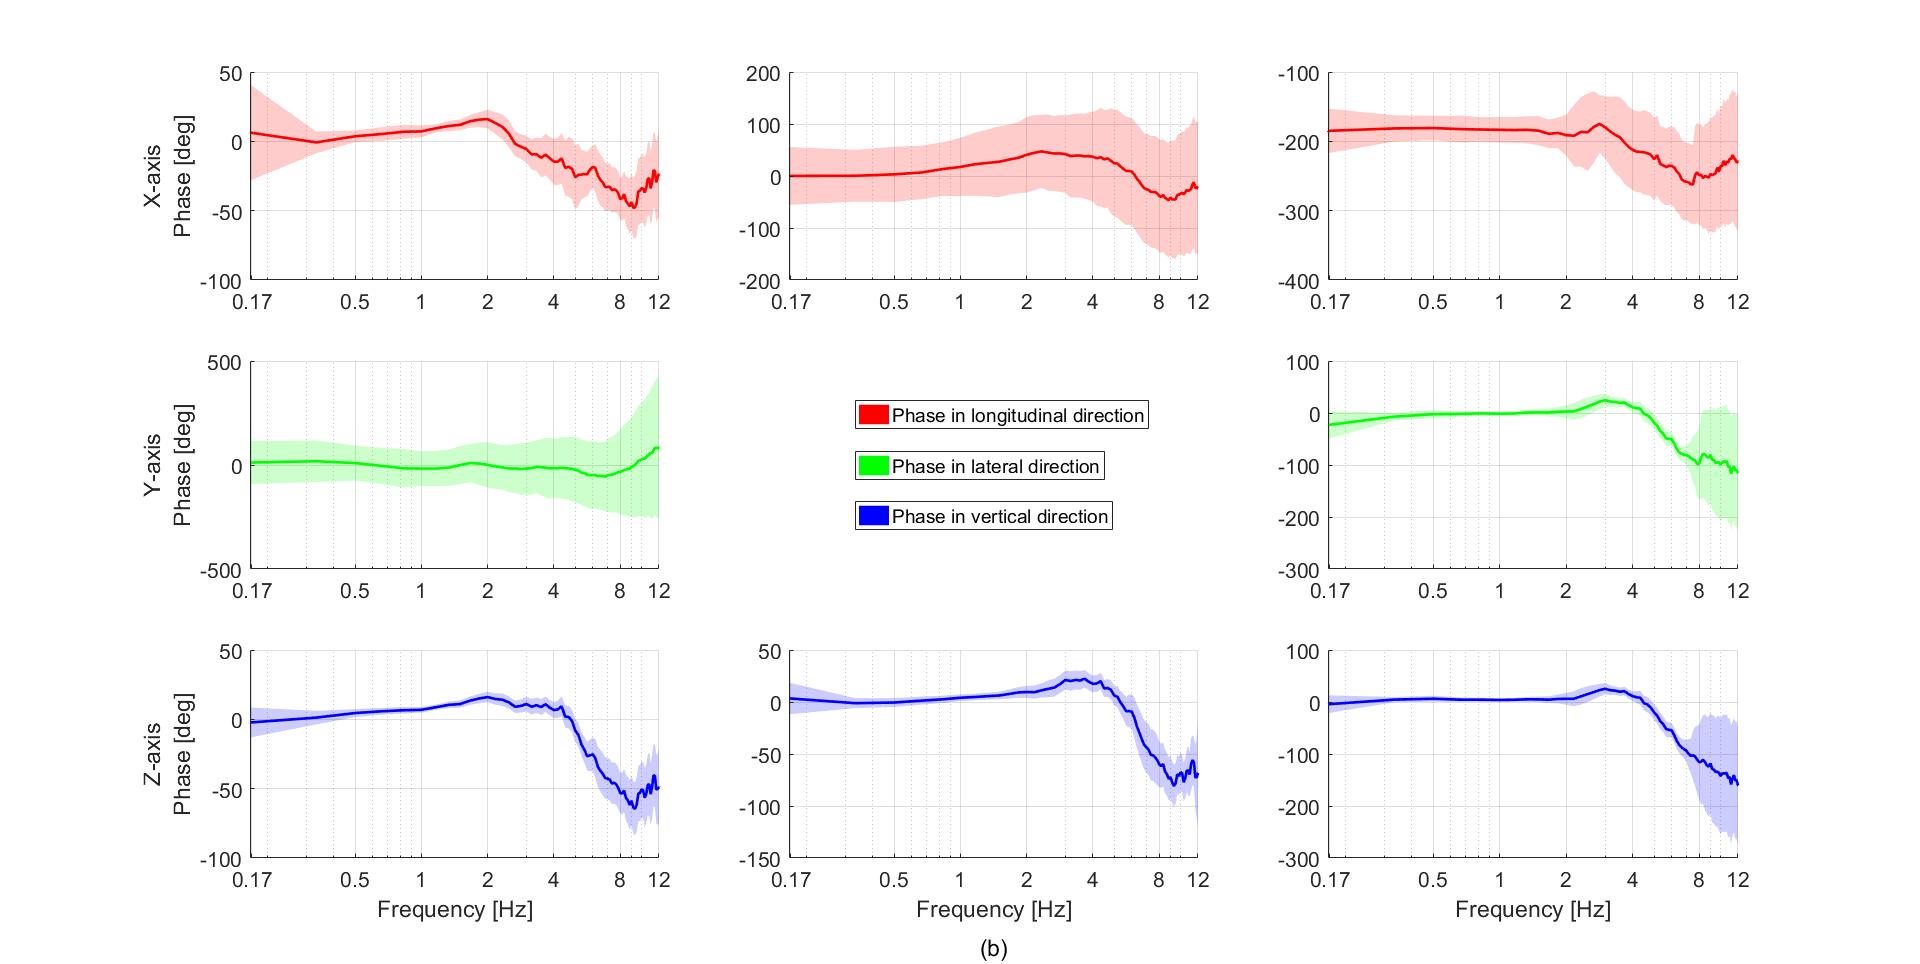 50
0
-50
-100
0.17 0.5 1 2 4 8 12
X-axis
Phase [deg]
200
100
0
-100
-200
0.17 0.5 1 2 4 8 12
-100
-200
-300
-400
0.17 0.5 1 2 4 8 12
500
0
-500
0.17 0.5 1 2 4 8 12
Y-axis
Phase [deg]
Phase in longitudinal direction
Phase in lateral direction
Phase in vertical direction
100
0
-100
-200
-300
0.17 0.5 1 2 4 8 12
50
0
-50
-100
0.17 0.5 1 2 4 8 12
Z-axis
Phase [deg]
Frequency [Hz]
50
0
-50
-100
-150
0.17 0.5 1 2 4 8 12
Frequency [Hz]
100
0
-100
-200
-300
0.17 0.5 1 2 4 8 12
Frequency [Hz]
(b)